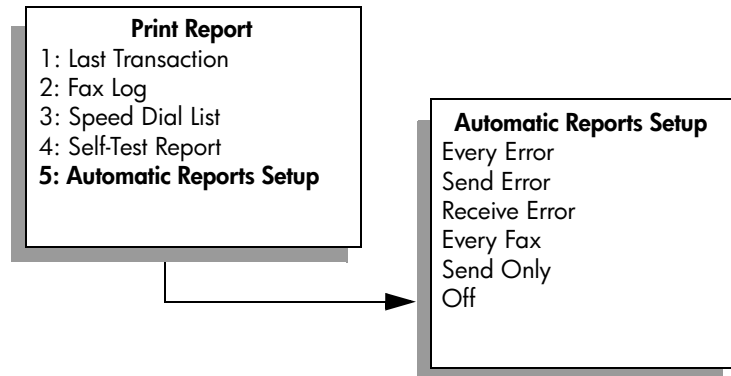 Print Report
1: Last Transaction
2: Fax Log
3: Speed Dial List
4: Self-Test Report
5: Automatic Reports Setup
Automatic Reports Setup
Every Error
Send Error
Receive Error
Every Fax
Send Only
Off